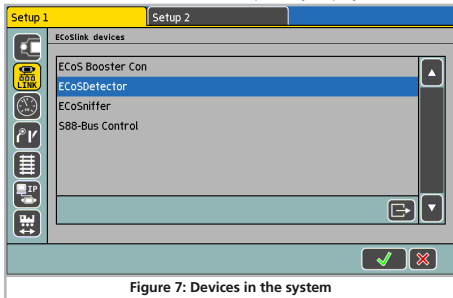 Setup 1
Setup 2
ECoSlink devices
LINK
ECoS Booster Con
ECoSDetector
ECoSniffer
S88-Bus Control
IP
Figure 7: Devices in the system